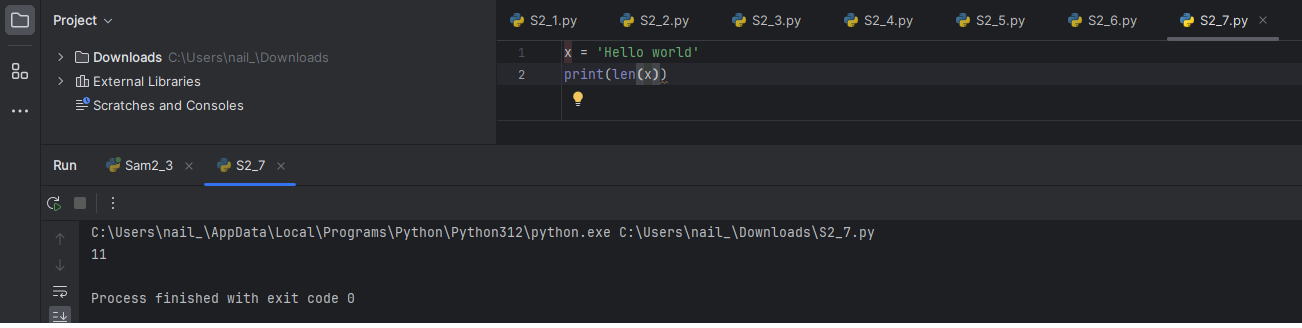 Project
Downloads C:\Users\nail_\Downloads
External Libraries
Scratches and Consoles
S2_1.py S2_2.py S2_3.py S2_4.py S2_5.py S2_6.py S2_7.py
1 x = 'Hello world'
2 print(len(x))
Run Sam2_3 S2_7
C:\Users\nail_\AppData\Local\Programs\Python\Python312\python.exe C:\Users\nail_\Downloads\S2_7.py
11
Process finished with exit code 0